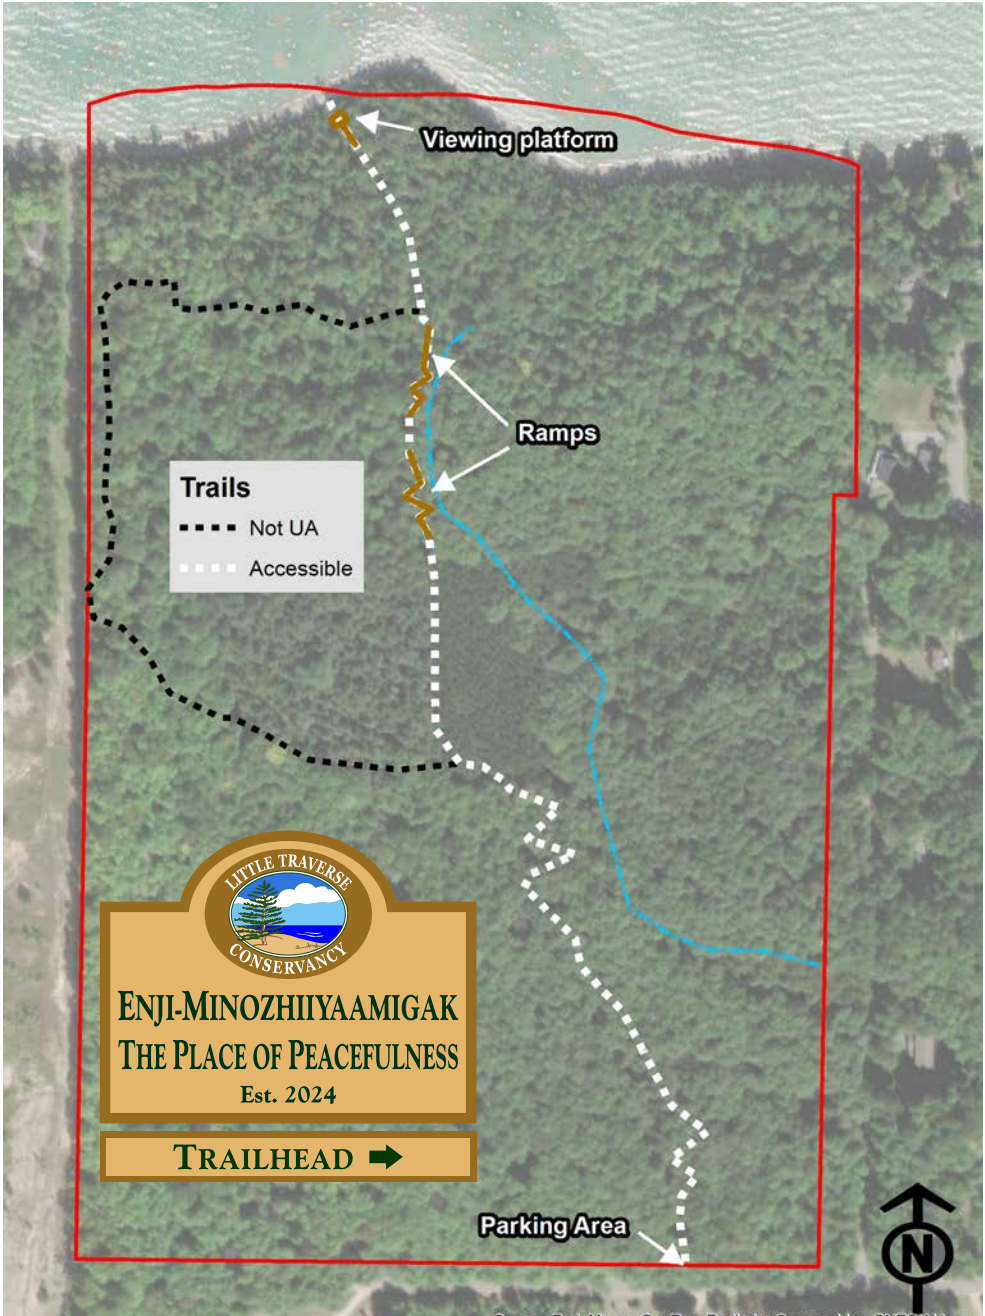 Viewing platform
Ramps
Trails
Not UA
Accessible
LITTLE TRAVERSE
CONSERVANCY
ENJI-MINOZHIIYAAMIGAK
THE PLACE OF PEACEFULNESS
Est. 2024
TRAILHEAD
Parking Area
N